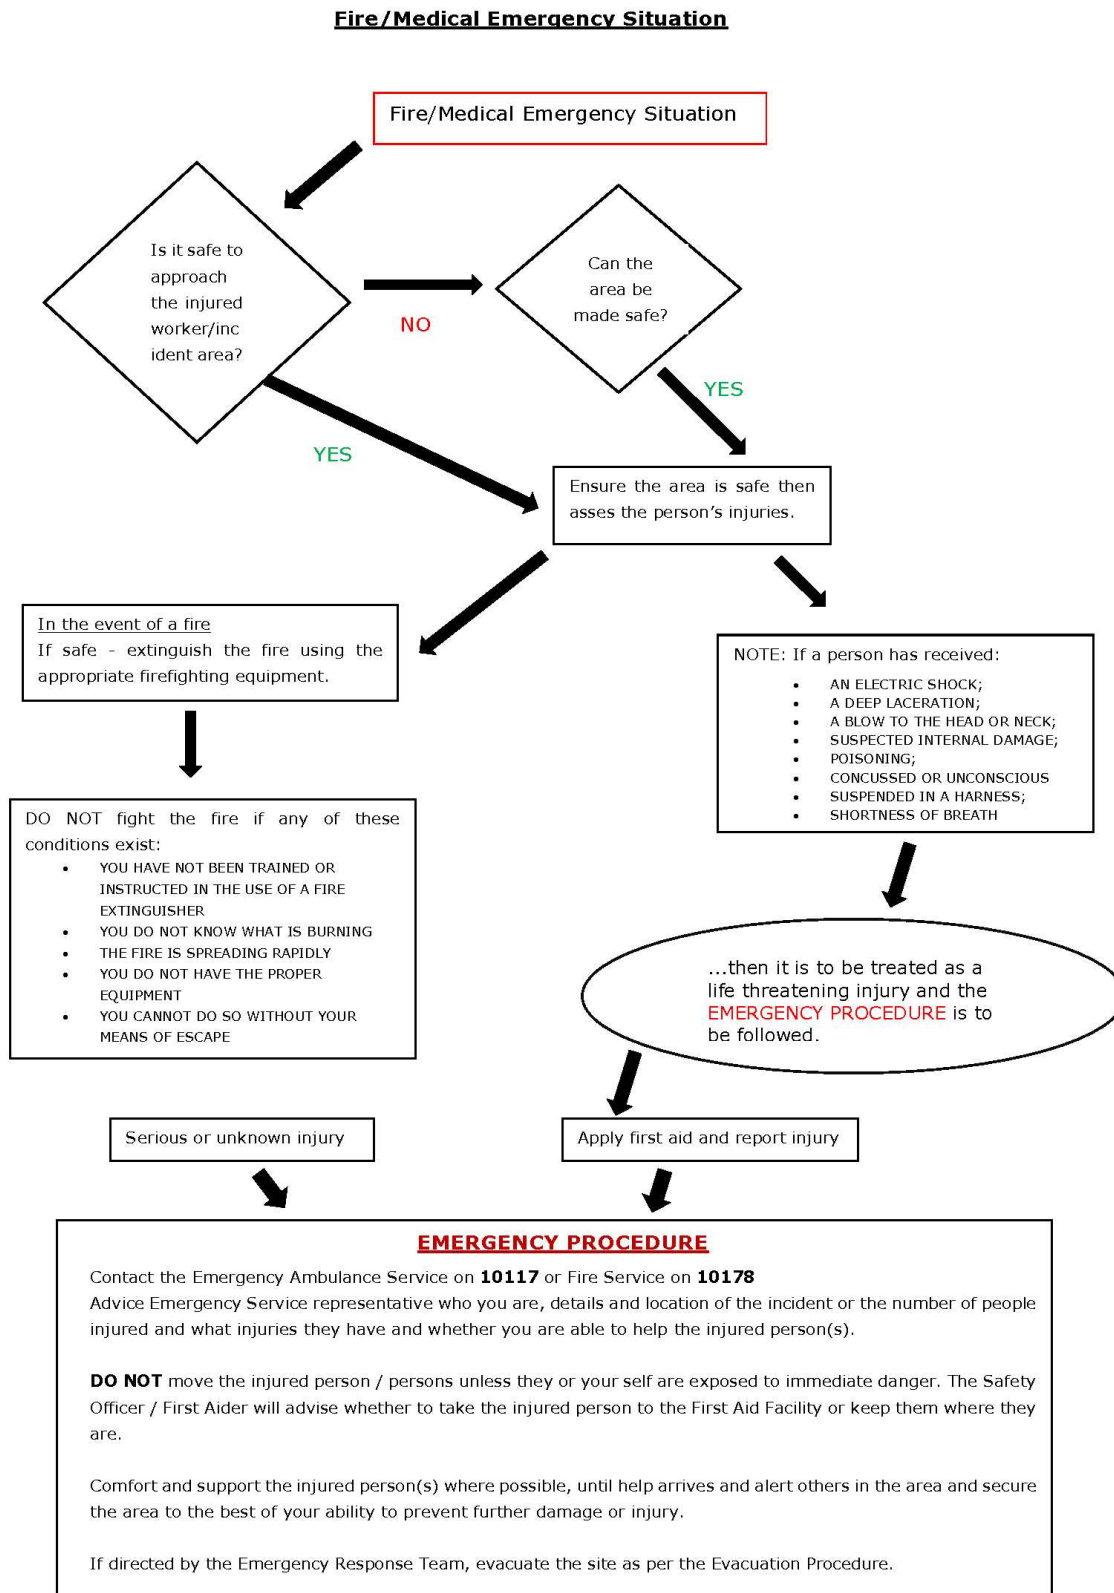 Fire/Medical Emergency Situation
Fire/Medical Emergency Situation
Is it safe to
approach
the injured
worker/inc
ident area?
NO
Can the
area be
made safe?
YES
YES
Ensure the area is safe then
asses the person's injuries.
In the event of a fire
If safe - extinguish the fire using the
appropriate firefighting equipment.
NOTE: If a person has received:
• AN ELECTRIC SHOCK;
• A DEEP LACERATION;
• A BLOW TO THE HEAD OR NECK;
• SUSPECTED INTERNAL DAMAGE;
• POISONING;
• CONCUSSED OR UNCONSCIOUS
• SUSPENDED IN A HARNESS;
• SHORTNESS OF BREATH
DO NOT fight the fire if any of these
conditions exist:
• YOU HAVE NOT BEEN TRAINED OR
INSTRUCTED IN THE USE OF A FIRE
EXTINGUISHER
• YOU DO NOT KNOW WHAT IS BURNING
• THE FIRE IS SPREADING RAPIDLY
• YOU DO NOT HAVE THE PROPER
EQUIPMENT
• YOU CANNOT DO SO WITHOUT YOUR
MEANS OF ESCAPE
...then it is to be treated as a
life threatening injury and the
EMERGENCY PROCEDURE is to
be followed.
Serious or unknown injury
Apply first aid and report injury
EMERGENCY PROCEDURE
Contact the Emergency Ambulance Service on 10117 or Fire Service on 10178
Advice Emergency Service representative who you are, details and location of the incident or the number of people
injured and what injuries they have and whether you are able to help the injured person(s).
DO NOT move the injured person / persons unless they or your self are exposed to immediate danger. The Safety
Officer / First Aider will advise whether to take the injured person to the First Aid Facility or keep them where they
are.
Comfort and support the injured person(s) where possible, until help arrives and alert others in the area and secure
the area to the best of your ability to prevent further damage or injury.
If directed by the Emergency Response Team, evacuate the site as per the Evacuation Procedure.